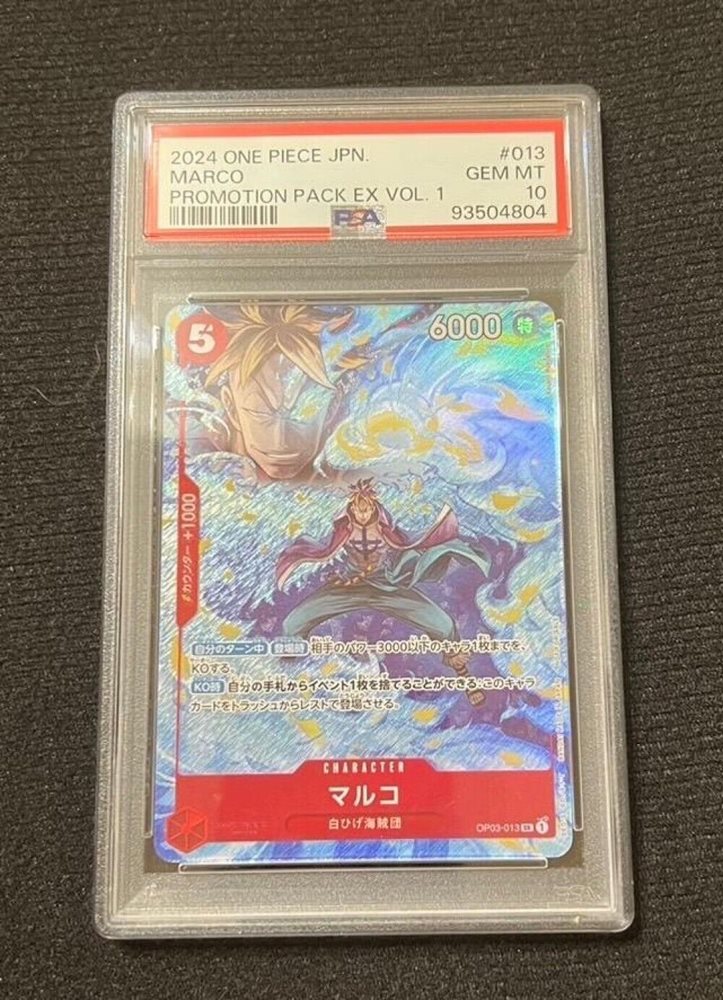 2024 ONE PIECE JPN. #013
MARCO GEM MT
PROMOTION PACK EX VOL. 1 10
PSA 93504804
5 6000 特
カウンター +1000
自分のターン中 登場時 相手のパワー3000以下のキャラ1枚までを、
KOする。
KO時 自分の手札からイベント1枚を捨てることができる:このキャラ
カードをトラッシュからレストで登場させる。
CHARACTER
マルコ
白ひげ海賊団
OP03-013 SR 1